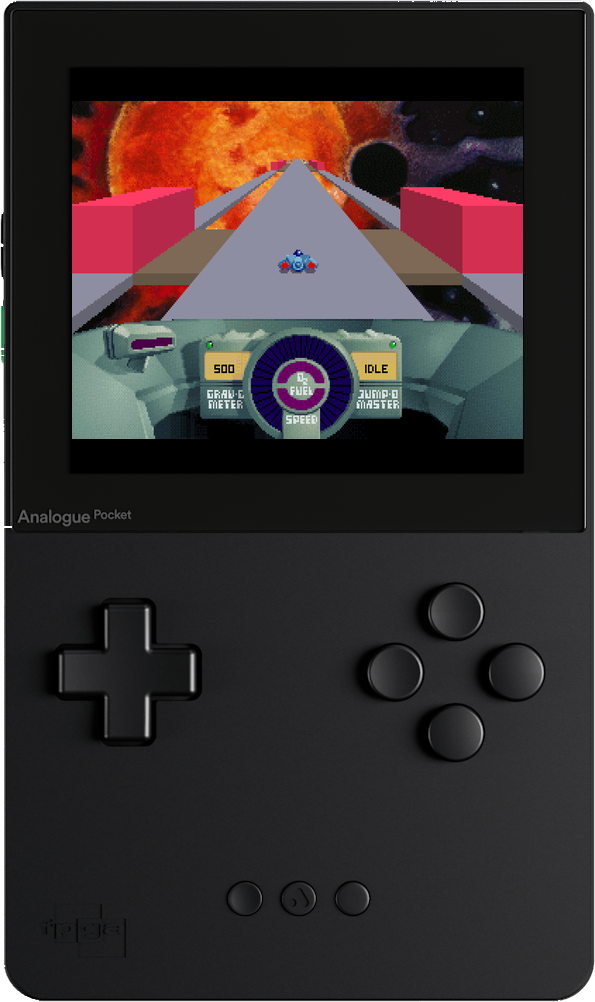 500
IDLE
O2
FUEL
GRAV-O
METER
JUMP-O
MASTER
SPEED
Analogue Pocket